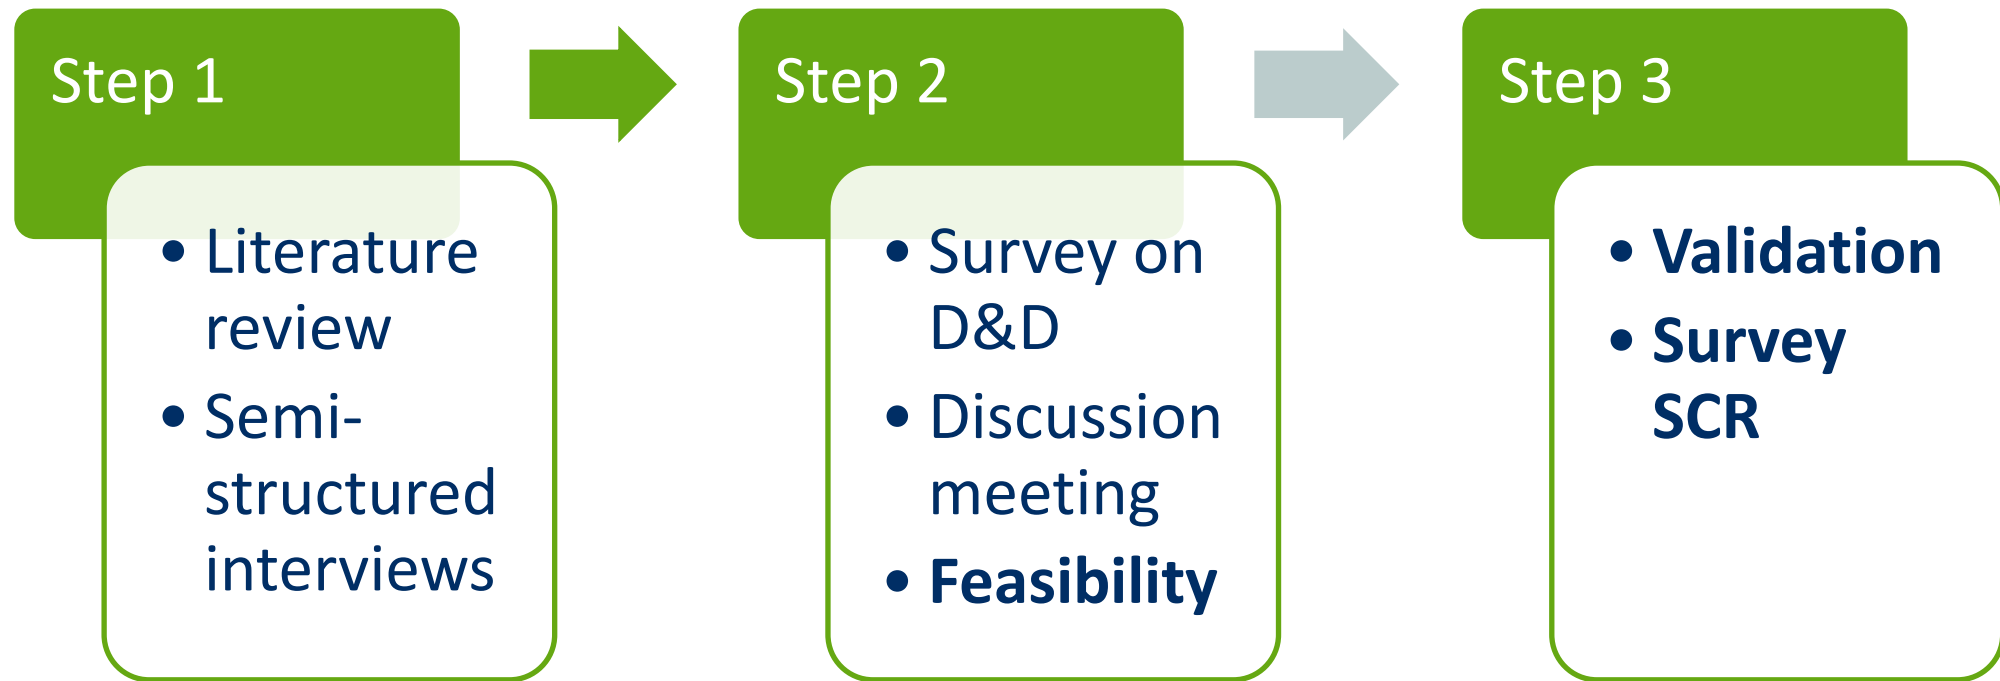 Step 1
• Literature
review
• Semi-
structured
interviews
Step 2
• Survey on
D&D
• Discussion
meeting
• Feasibility
Step 3
• Validation
• Survey
SCR